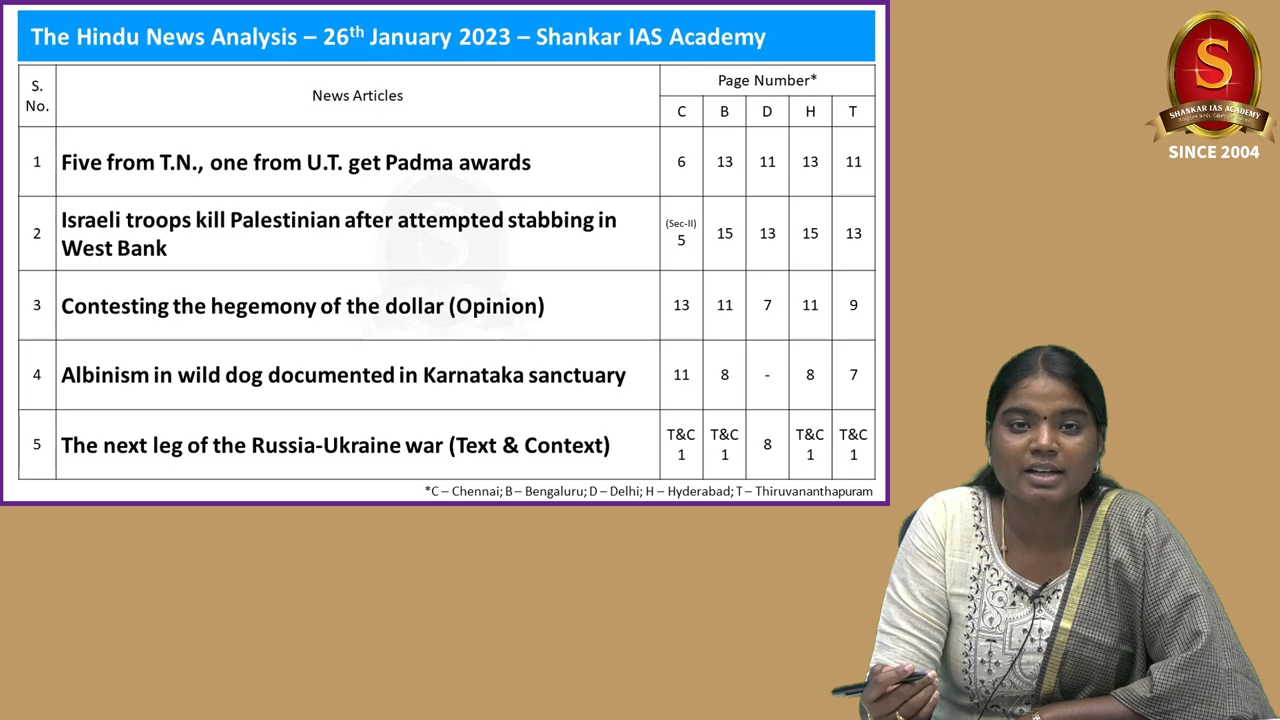 The Hindu News Analysis – 26th January 2023 – Shankar IAS Academy
S. No. News Articles Page Number*
C B D H T
1 Five from T.N., one from U.T. get Padma awards 6 13 11 13 11
2 Israeli troops kill Palestinian after attempted stabbing in West Bank (Sec-II) 5 15 13 15 13
3 Contesting the hegemony of the dollar (Opinion) 13 11 7 11 9
4 Albinism in wild dog documented in Karnataka sanctuary 11 8 - 8 7
5 The next leg of the Russia-Ukraine war (Text & Context) T&C 1 T&C 1 8 T&C 1 T&C 1
*C – Chennai; B – Bengaluru; D – Delhi; H – Hyderabad; T – Thiruvananthapuram
S
SHANKAR IAS ACADEMY
SINCE 2004